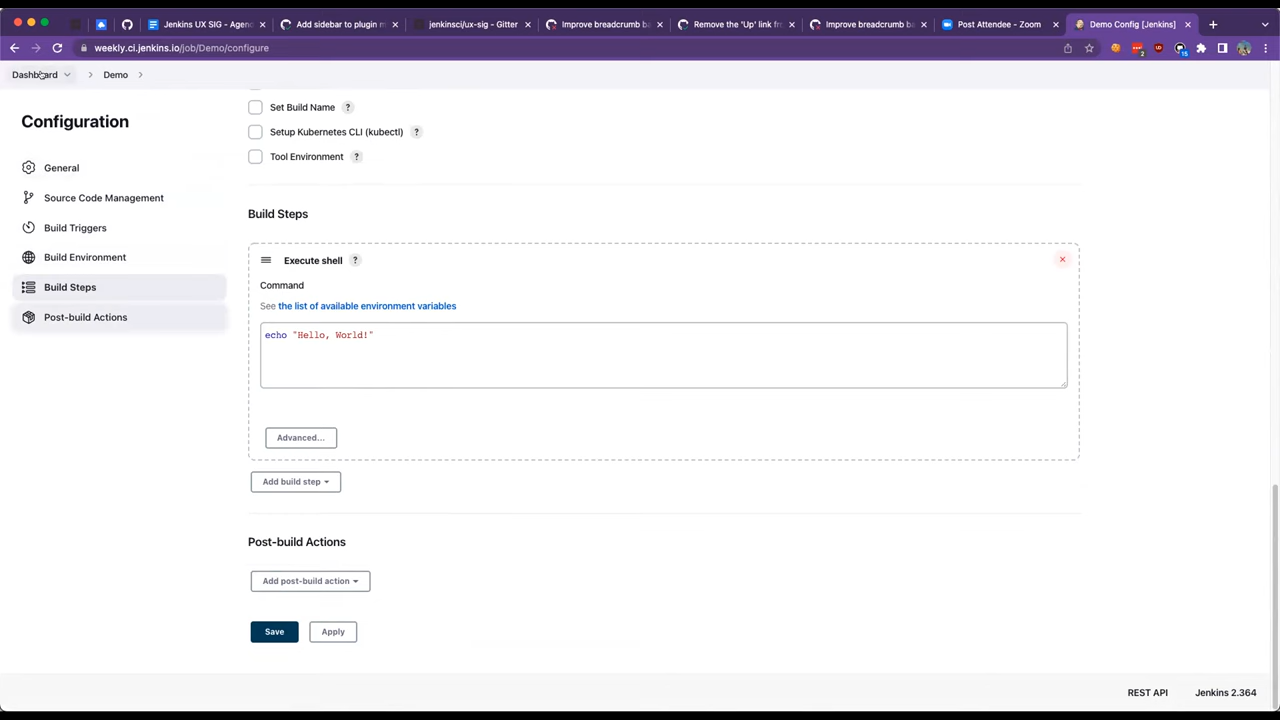 Jenkins UX SIG - Agen
Add sidebar to plugin m
jenkinsci/ux-sig - Gitter
Improve breadcrumb ba
Remove the 'Up' link fr
Improve breadcrumb ba
Post Attendee - Zoom
Demo Config [Jenkins]
weekly.ci.jenkins.io/job/Demo/configure
Dashboard
Demo
Configuration
General
Source Code Management
Build Triggers
Build Environment
Build Steps
Post-build Actions
Set Build Name ?
Setup Kubernetes CLI (kubectl) ?
Tool Environment ?
Build Steps
Execute shell ?
Command
See the list of available environment variables
echo "Hello, World!"
Advanced...
Add build step
Post-build Actions
Add post-build action
Save Apply
REST API Jenkins 2.364